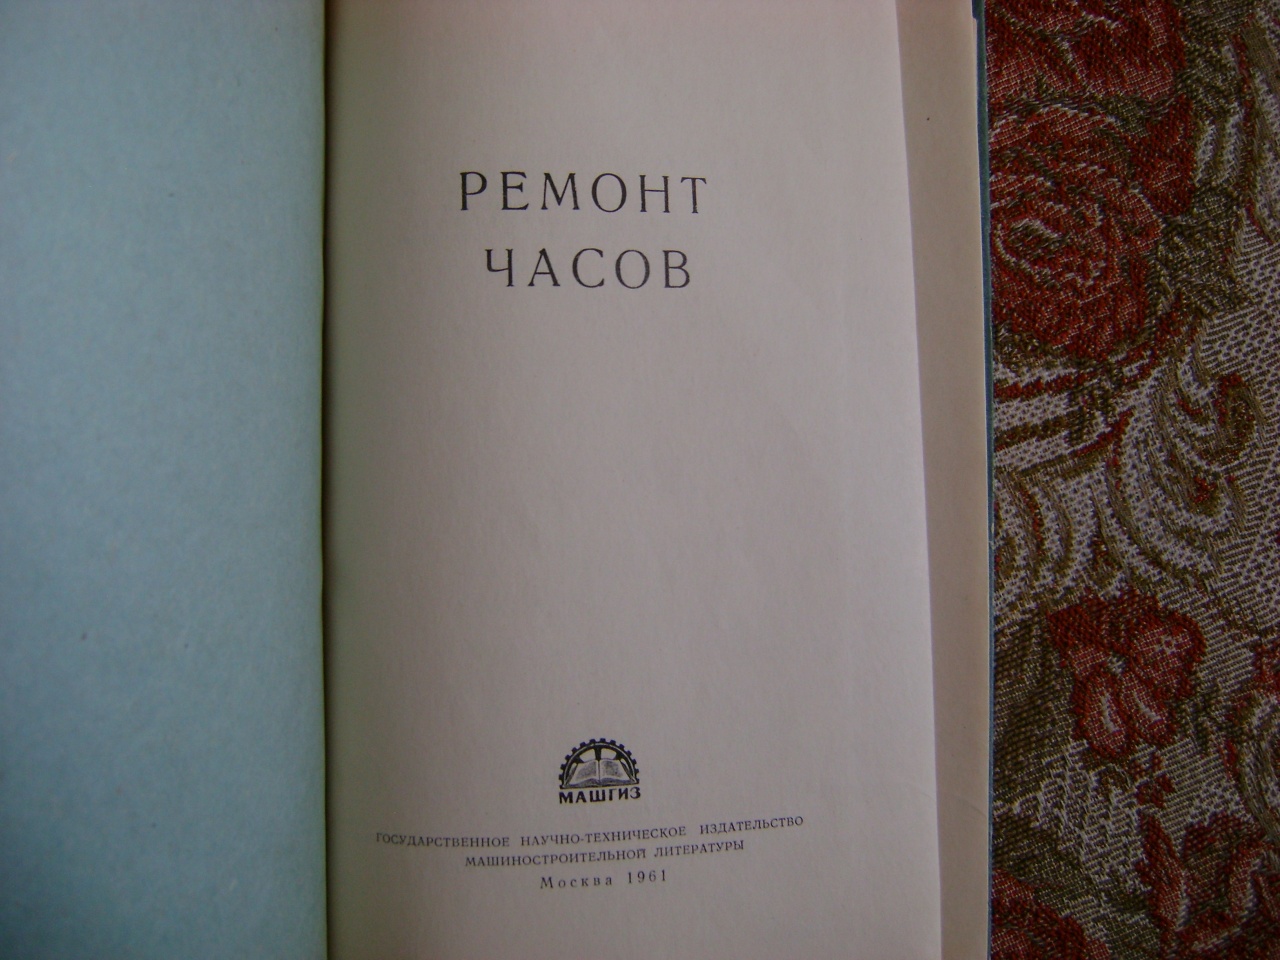 РЕМОНТ
ЧАСОВ
МАШГИЗ
ГОСУДАРСТВЕННОЕ НАУЧНО-ТЕХНИЧЕСКОЕ ИЗДАТЕЛЬСТВО
МАШИНОСТРОИТЕЛЬНОЙ ЛИТЕРАТУРЫ
Москва 1961